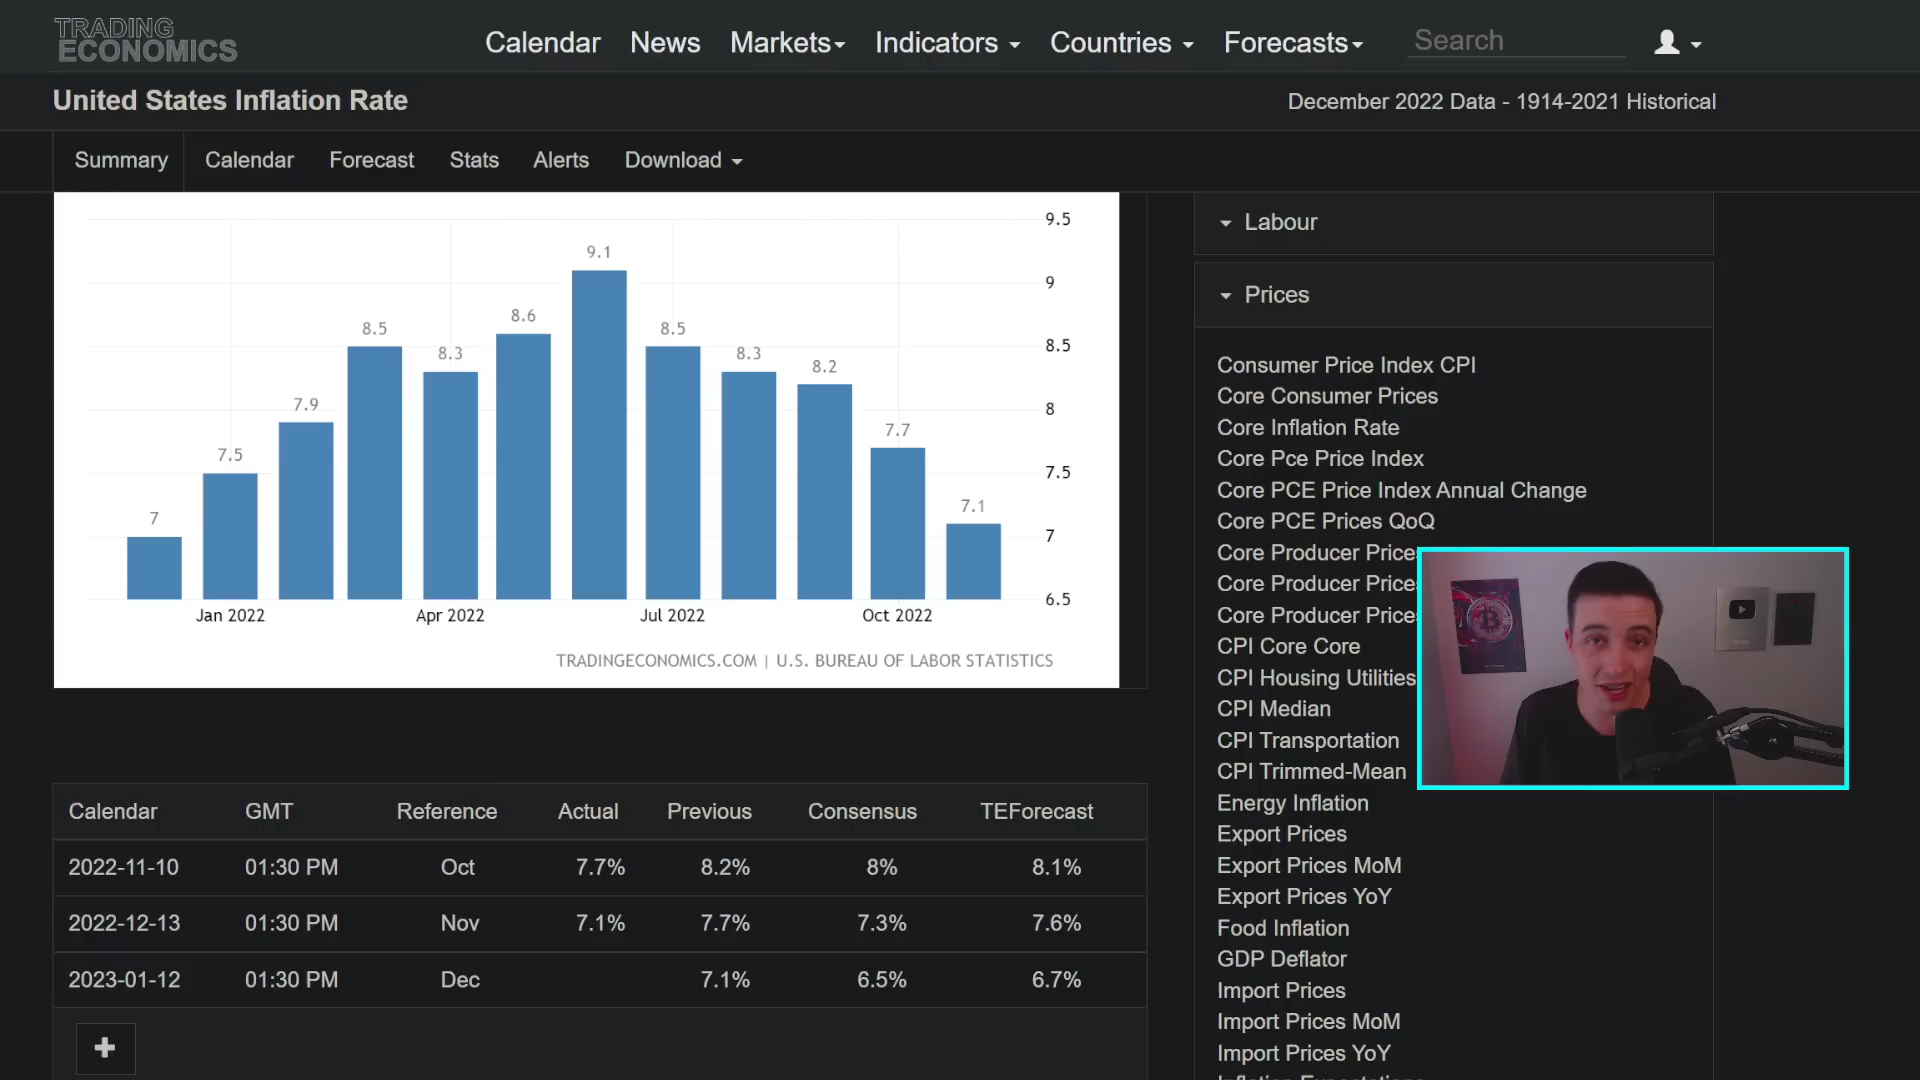 TRADING
ECONOMICS
Calendar News Markets Indicators Countries Forecasts Search
United States Inflation Rate
December 2022 Data - 1914-2021 Historical
Summary Calendar Forecast Stats Alerts Download
9.5
9
8.5
8
7.5
7
6.5
7
7.5
7.9
8.5
8.3
8.6
9.1
8.5
8.3
8.2
7.7
7.1
Jan 2022 Apr 2022 Jul 2022 Oct 2022
TRADINGECONOMICS.COM | U.S. BUREAU OF LABOR STATISTICS
Calendar GMT Reference Actual Previous Consensus TEForecast
2022-11-10 01:30 PM Oct 7.7% 8.2% 8% 8.1%
2022-12-13 01:30 PM Nov 7.1% 7.7% 7.3% 7.6%
2023-01-12 01:30 PM Dec 7.1% 6.5% 6.7%
Labour
Prices
Consumer Price Index CPI
Core Consumer Prices
Core Inflation Rate
Core Pce Price Index
Core PCE Price Index Annual Change
Core PCE Prices QoQ
Core Producer Prices
Core Producer Prices
Core Producer Prices
CPI Core Core
CPI Housing Utilities
CPI Median
CPI Transportation
CPI Trimmed-Mean
Energy Inflation
Export Prices
Export Prices MoM
Export Prices YoY
Food Inflation
GDP Deflator
Import Prices
Import Prices MoM
Import Prices YoY